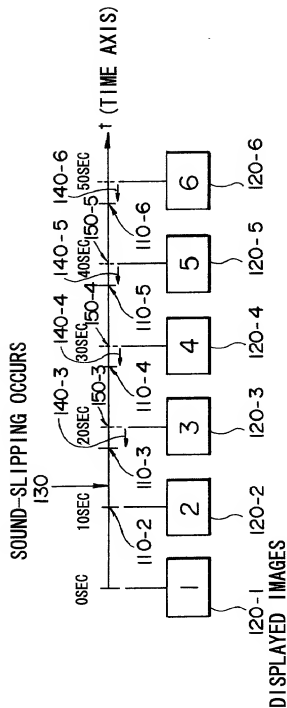 SOUND-SLIPPING OCCURS
130
140-3 140-4 140-5 140-6
0SEC 10SEC 20SEC 30SEC 40SEC 50SEC
150-3 150-4 150-5
t (TIME AXIS)
110-2 110-3 110-4 110-5 110-6
1 2 3 4 5 6
120-1 120-2 120-3 120-4 120-5 120-6
DISPLAYED IMAGES